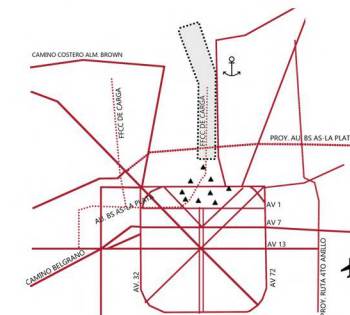 CAMINO COSTERO ALM. BROWN
FFCC DE CARGA
FFCC DE CARGA
PROY. AU. BS AS-LA PLAT
AU. BS AS-LA PLATA
AV 1
AV 7
AV 13
CAMINO BELGRANO
AV. 32
AV. 72
PROY. RUTA 4TO ANILLO